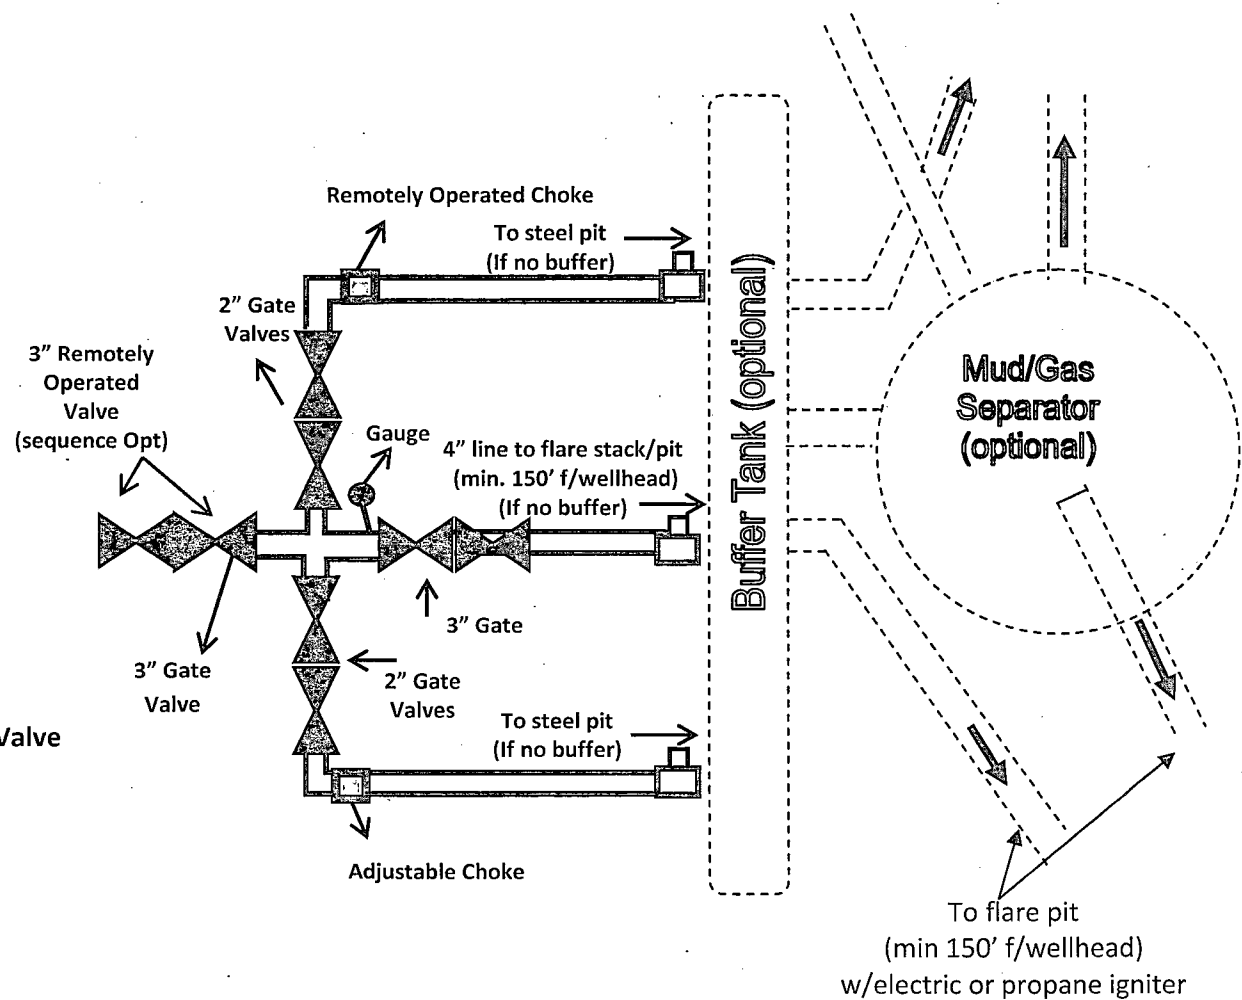 Remotely Operated Choke
To steel pit
(If no buffer)
2” Gate
Valves
3” Remotely
Operated
Valve
(sequence Opt)
Gauge
4” line to flare stack/pit
(min. 150’ f/wellhead)
(If no buffer)
Buffer Tank (optional)
Mud/Gas
Separator
(optional)
3” Gate
3” Gate
Valve
2” Gate
Valves
Valve
To steel pit
(If no buffer)
Adjustable Choke
To flare pit
(min 150’ f/wellhead)
w/electric or propane igniter